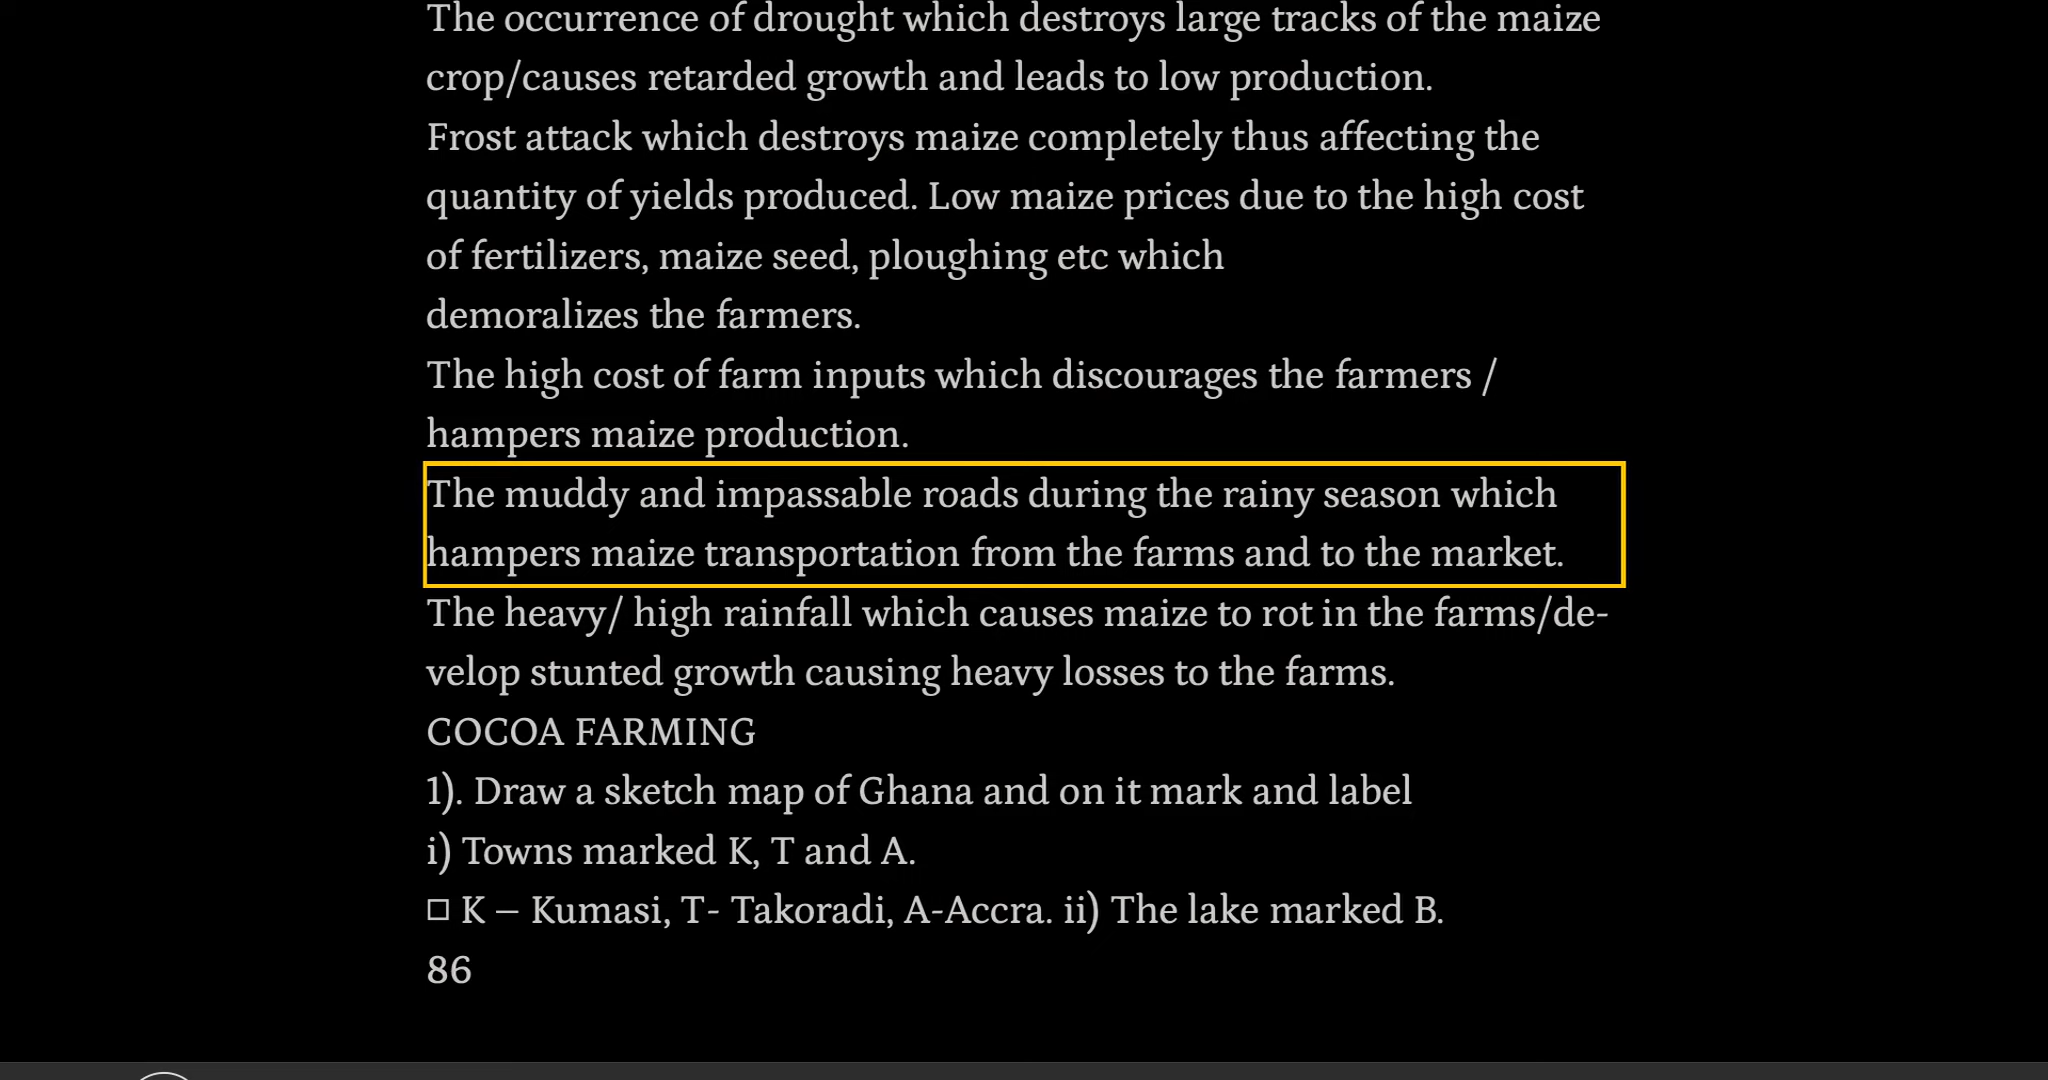 The occurrence of drought which destroys large tracks of the maize
crop/causes retarded growth and leads to low production.
Frost attack which destroys maize completely thus affecting the
quantity of yields produced. Low maize prices due to the high cost
of fertilizers, maize seed, ploughing etc which
demoralizes the farmers.
The high cost of farm inputs which discourages the farmers /
hampers maize production.
The muddy and impassable roads during the rainy season which
hampers maize transportation from the farms and to the market.
The heavy/ high rainfall which causes maize to rot in the farms/de-
velop stunted growth causing heavy losses to the farms.
COCOA FARMING
1). Draw a sketch map of Ghana and on it mark and label
i) Towns marked K, T and A.
□ K – Kumasi, T- Takoradi, A-Accra. ii) The lake marked B.
86